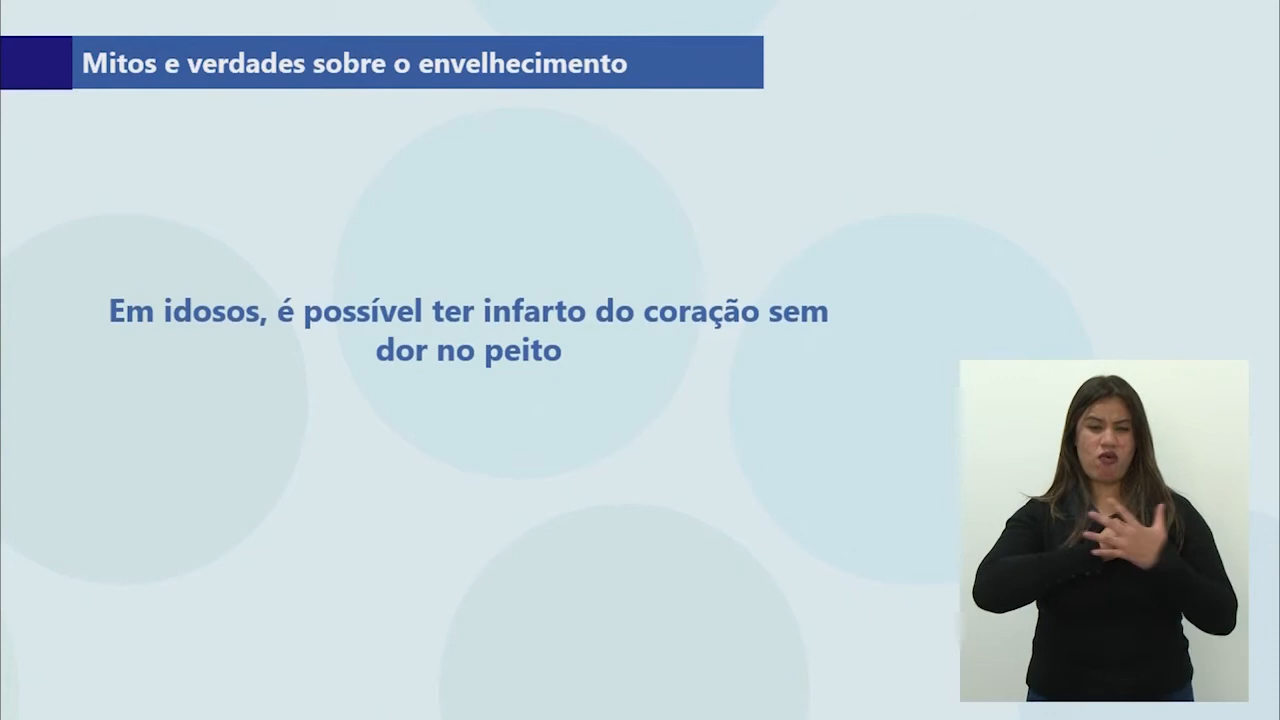 Mitos e verdades sobre o envelhecimento
Em idosos, é possível ter infarto do coração sem
dor no peito